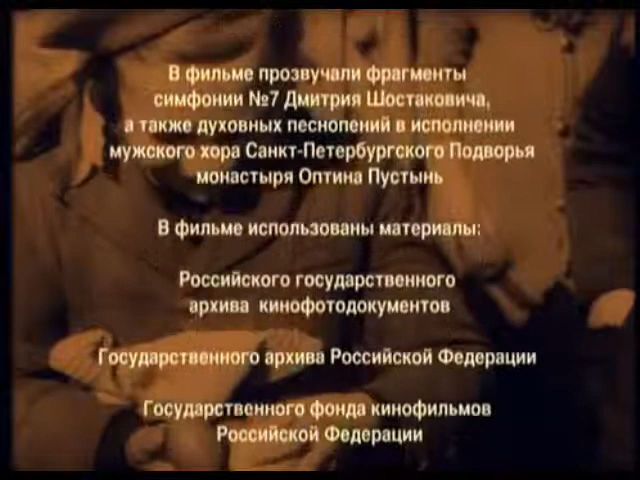 В фильме прозвучали фрагменты
симфонии №7 Дмитрия Шостаковича,
а также духовных песнопений в исполнении
мужского хора Санкт-Петербургского Подворья
монастыря Оптина Пустынь
В фильме использованы материалы:
Российского государственного
архива кинофотодокументов
Государственного архива Российской Федерации
Государственного фонда кинофильмов
Российской Федерации